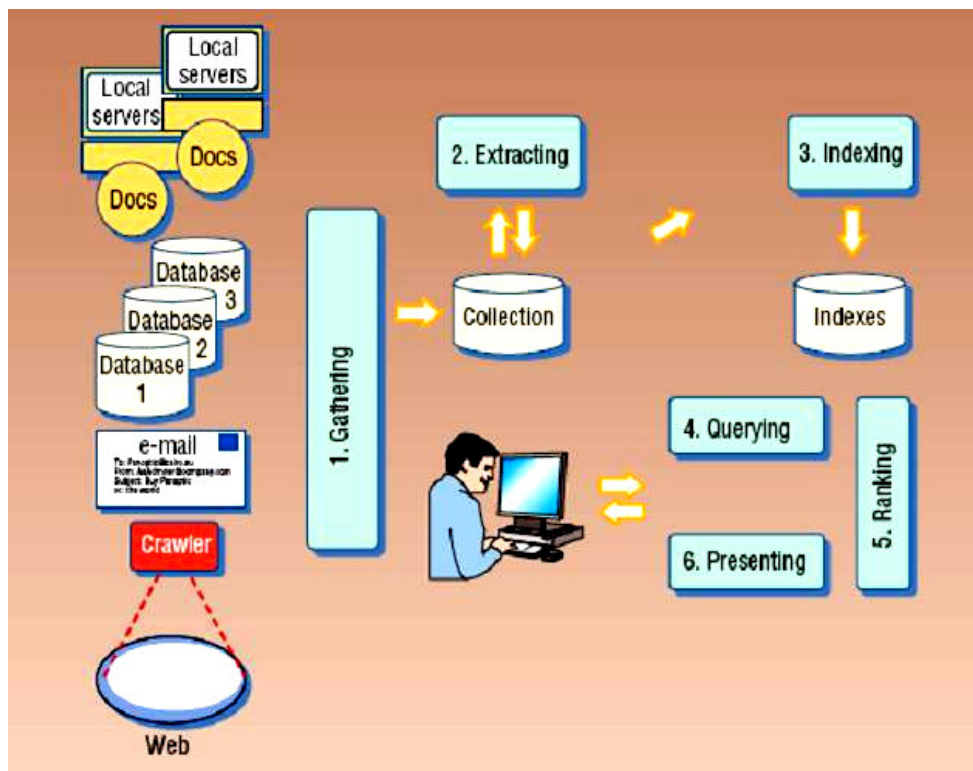 Local
servers
Local
servers
Docs
Docs
Database
3
Database
2
Database
1
e-mail
Crawler
Web
1. Gathering
2. Extracting
Collection
3. Indexing
Indexes
4. Querying
5. Ranking
6. Presenting